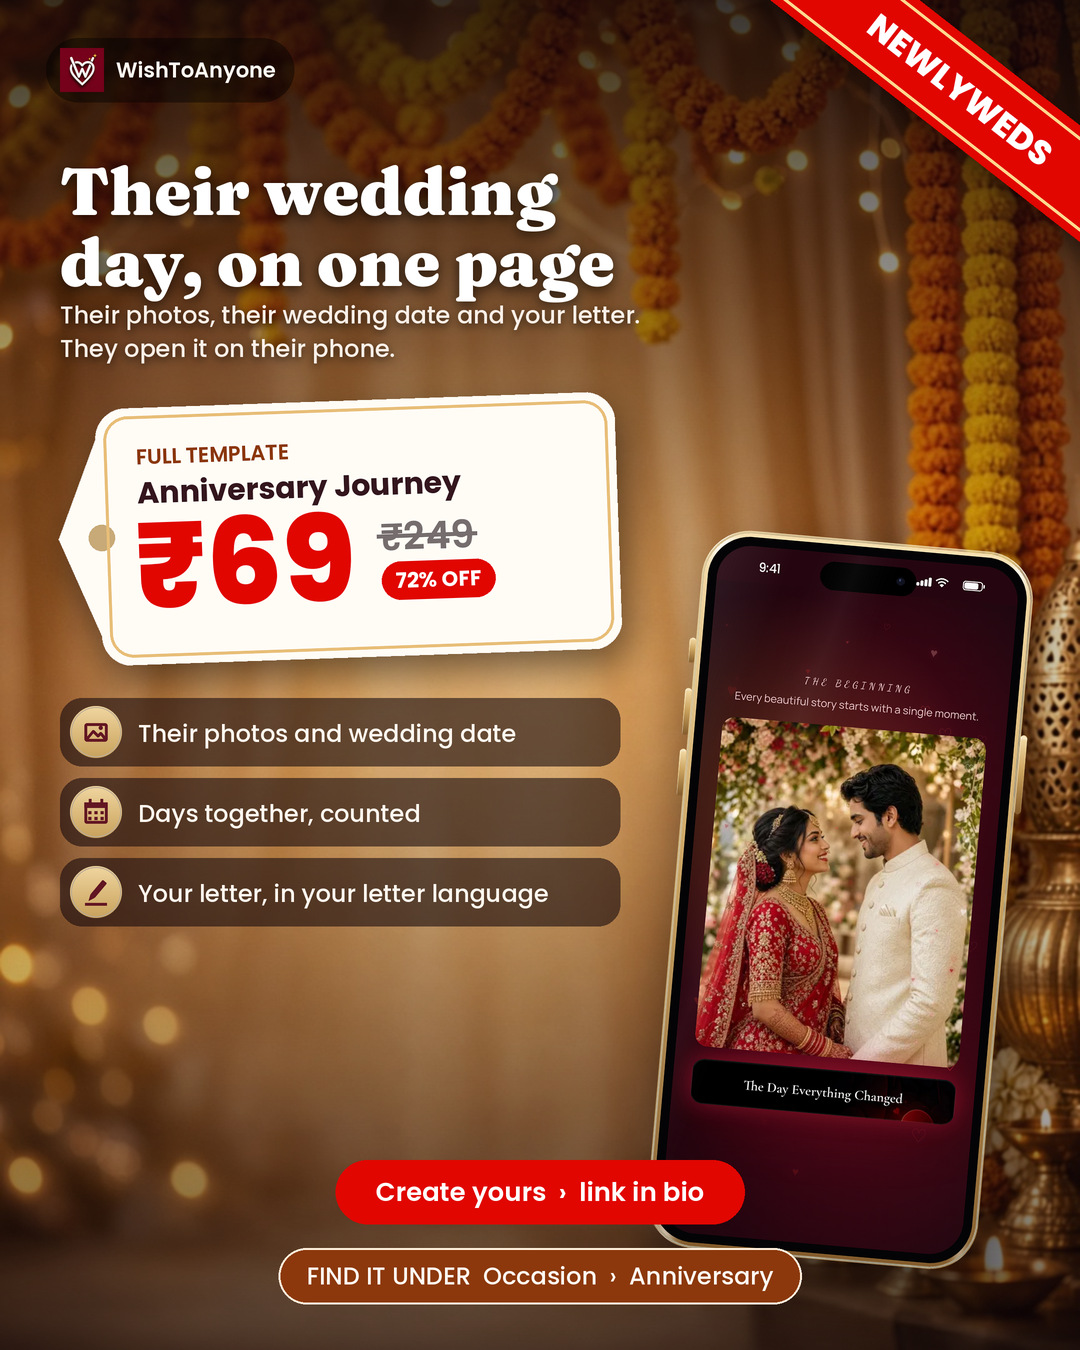 WishToAnyone
NEWLYWEDS
Their wedding
day, on one page
Their photos, their wedding date and your letter.
They open it on their phone.
FULL TEMPLATE
Anniversary Journey
₹69
₹249
72% OFF
Their photos and wedding date
Days together, counted
Your letter, in your letter language
9:41
THE BEGINNING
Every beautiful story starts with a single moment.
The Day Everything Changed
Create yours › link in bio
FIND IT UNDER Occasion › Anniversary